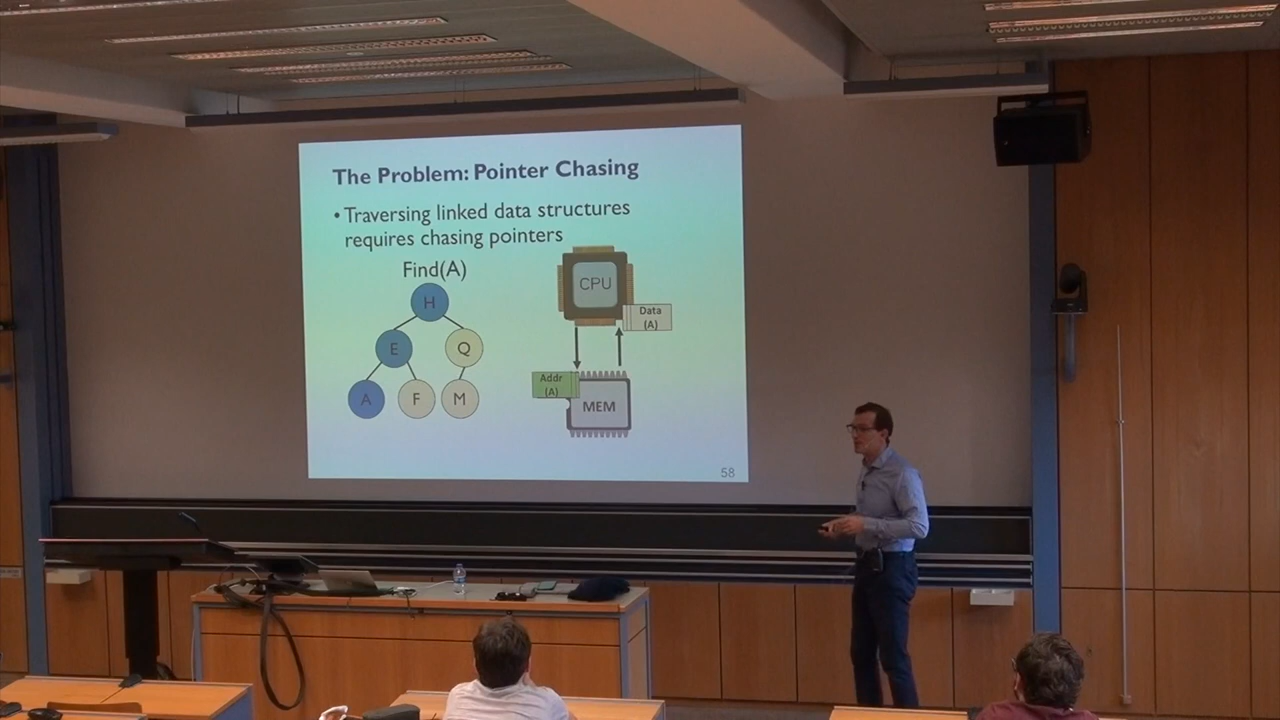 The Problem: Pointer Chasing
• Traversing linked data structures
requires chasing pointers
Find(A)
H
E
Q
A
F
M
CPU
Data
(A)
Addr
(A)
MEM
58